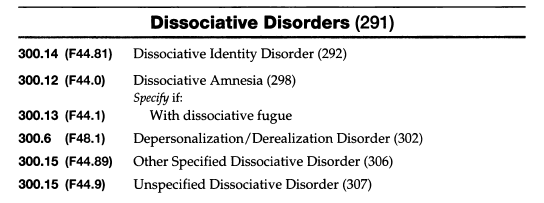 Dissociative Disorders (291)
300.14 (F44.81) Dissociative Identity Disorder (292)
300.12 (F44.0) Dissociative Amnesia (298)
Specify if:
300.13 (F44.1) With dissociative fugue
300.6 (F48.1) Depersonalization/Derealization Disorder (302)
300.15 (F44.89) Other Specified Dissociative Disorder (306)
300.15 (F44.9) Unspecified Dissociative Disorder (307)